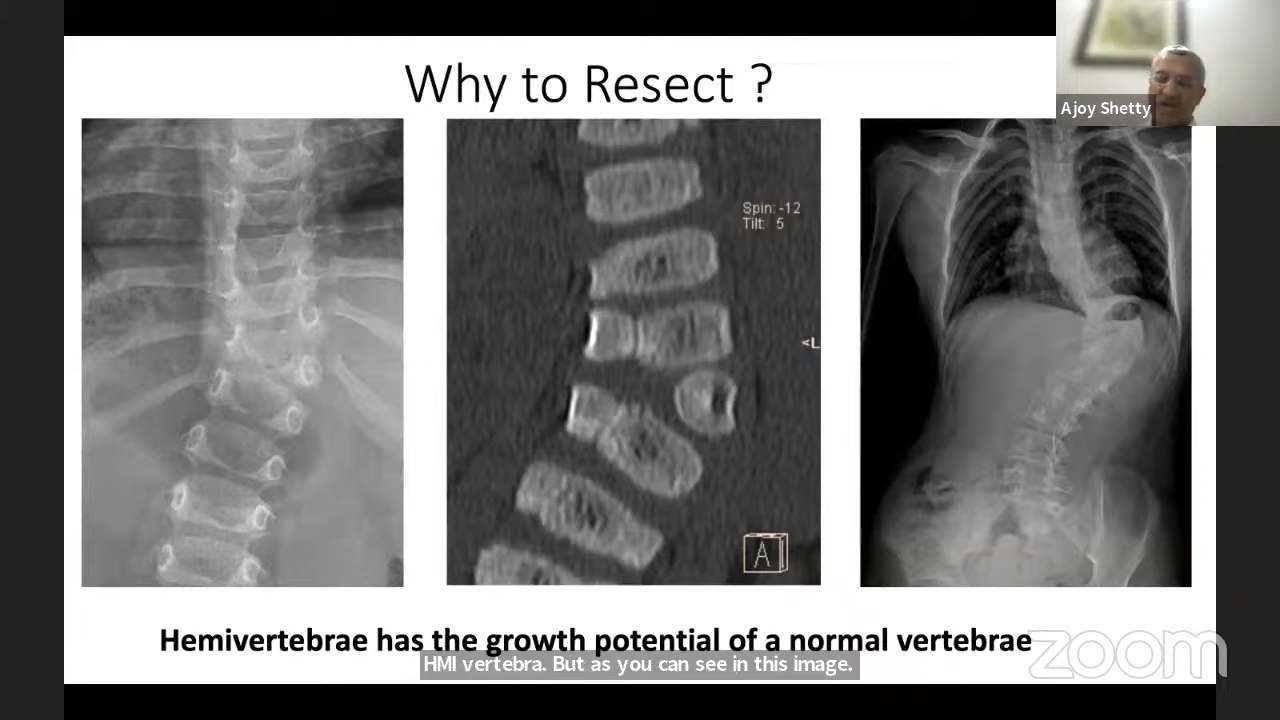 Why to Resect ?
Ajoy Shetty
Spin: -12
Tilt: 5
<L
A
Hemivertebrae has the growth potential of a normal vertebrae
HMI vertebra. But as you can see in this image.
zoom